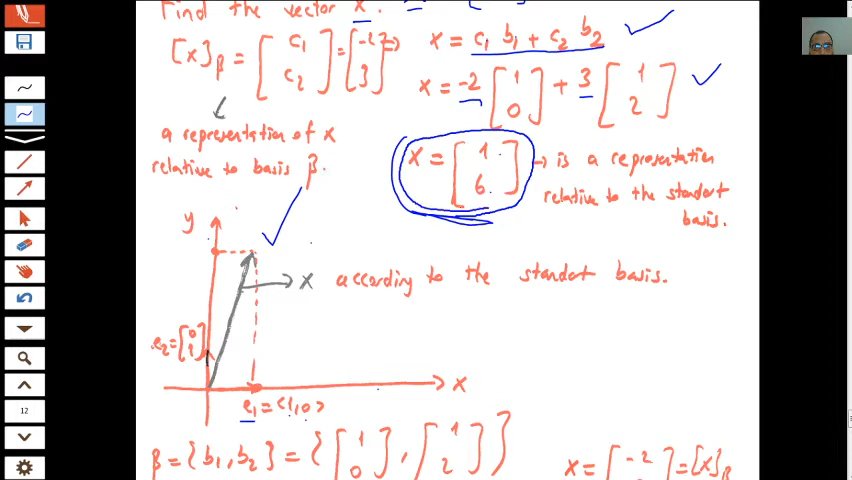 Find the vector x.
[x]β = [c1 c2] = [-2 3] ⇒ x = c1 b1 + c2 b2
x = -2 [1 0] + 3 [1 2]
a representation of x
relative to basis β.
x = [1 6] → is a representation
relative to the standart
basis.
y
→ x according to the standart basis.
e2 = [0 1]
x
e1 = <1,0>
β = {b1, b2} = {[1 0], [1 2]}
x = [-2 = [x]β
12